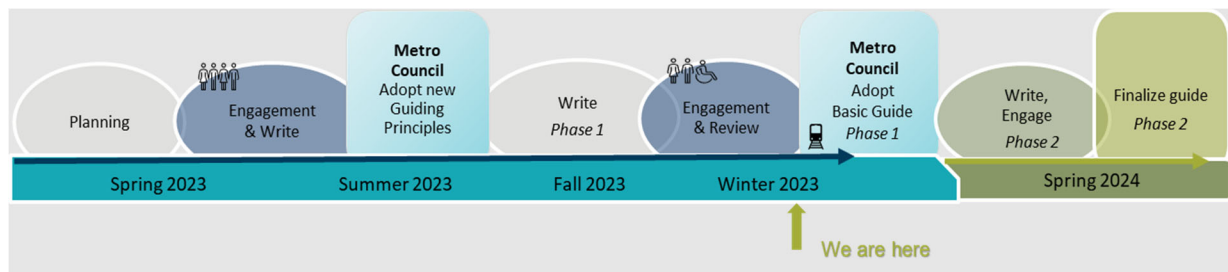 Planning
Engagement
& Write
Metro
Council
Adopt new
Guiding
Principles
Write
Phase 1
Engagement
& Review
Metro
Council
Adopt
Basic Guide
Phase 1
Write,
Engage
Phase 2
Finalize guide
Phase 2
Spring 2023
Summer 2023
Fall 2023
Winter 2023
Spring 2024
We are here